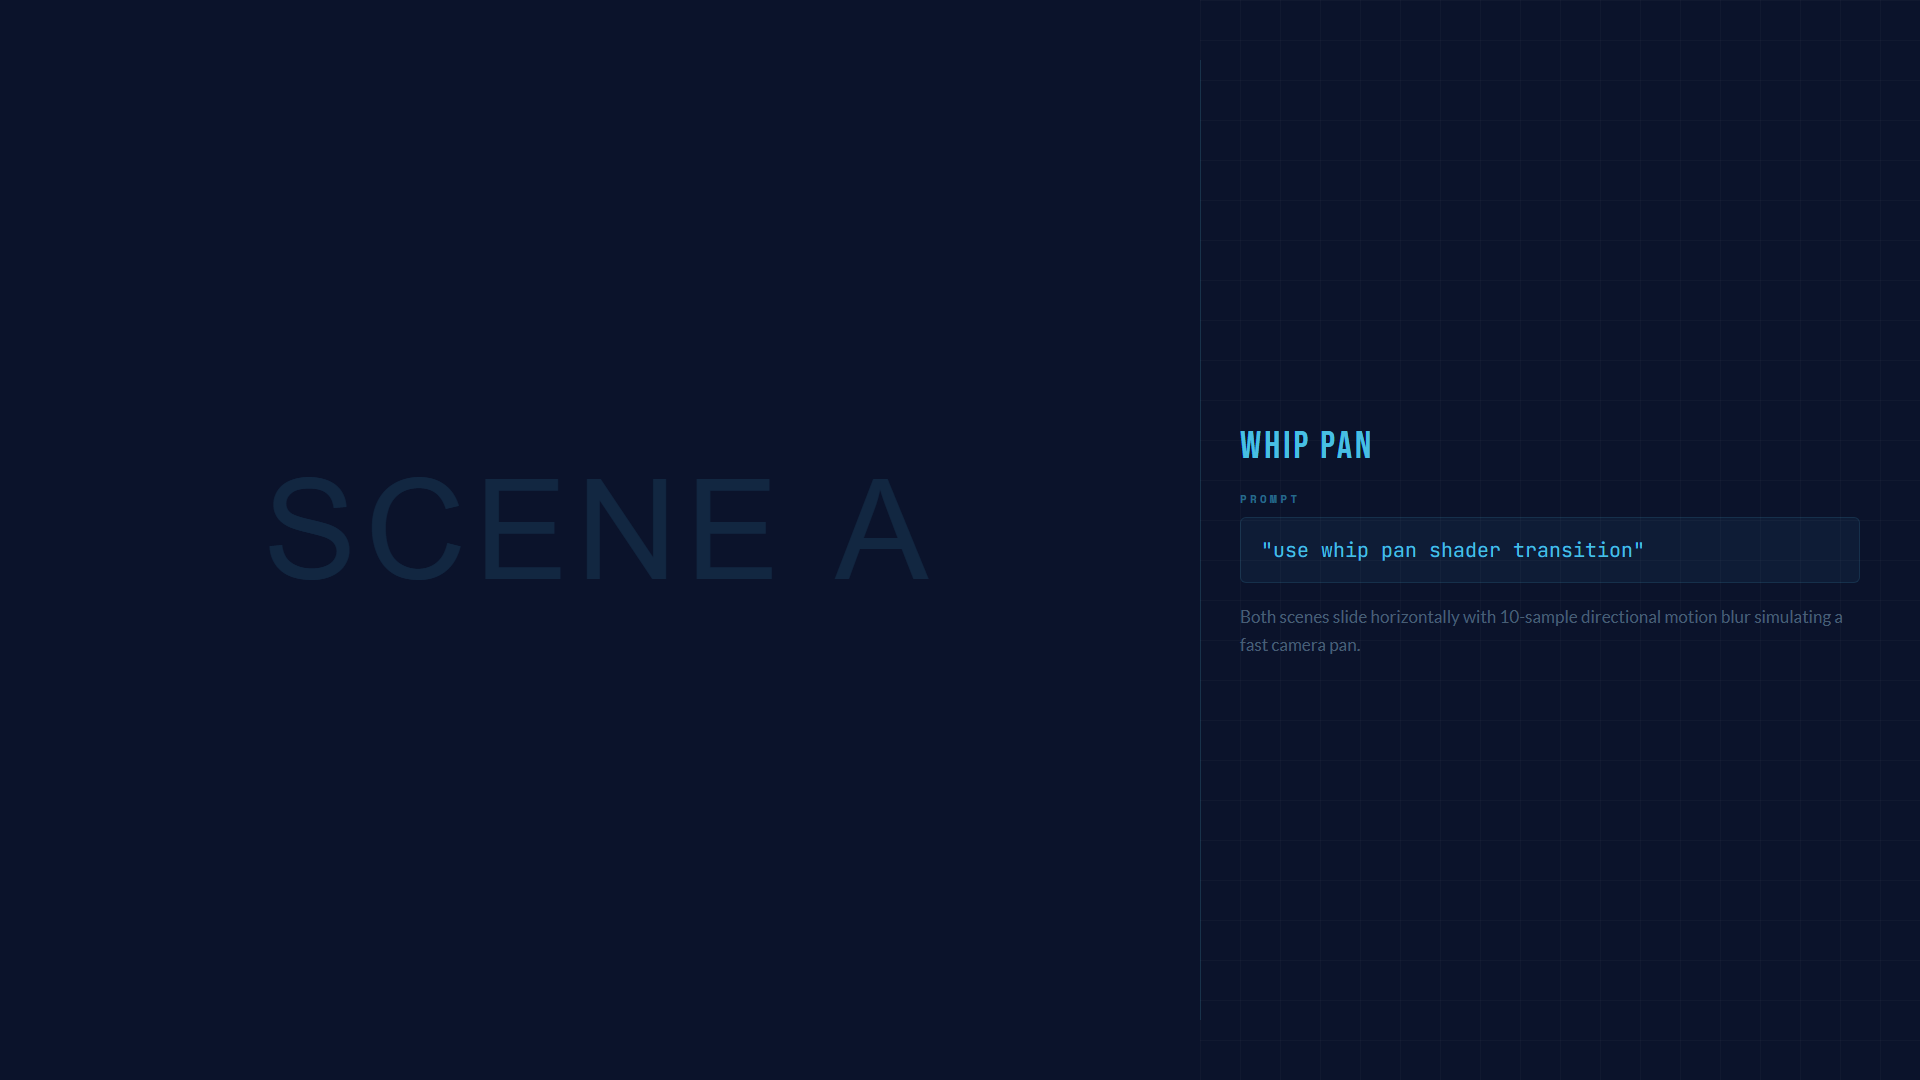 SCENE A
WHIP PAN
PROMPT
"use whip pan shader transition"
Both scenes slide horizontally with 10-sample directional motion blur simulating a
fast camera pan.